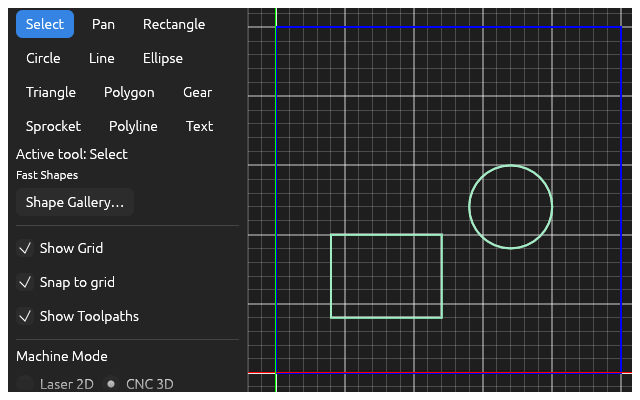 Select Pan Rectangle
Circle Line Ellipse
Triangle Polygon Gear
Sprocket Polyline Text
Active tool: Select
Fast Shapes
Shape Gallery...
Show Grid
Snap to grid
Show Toolpaths
Machine Mode
Laser 2D CNC 3D